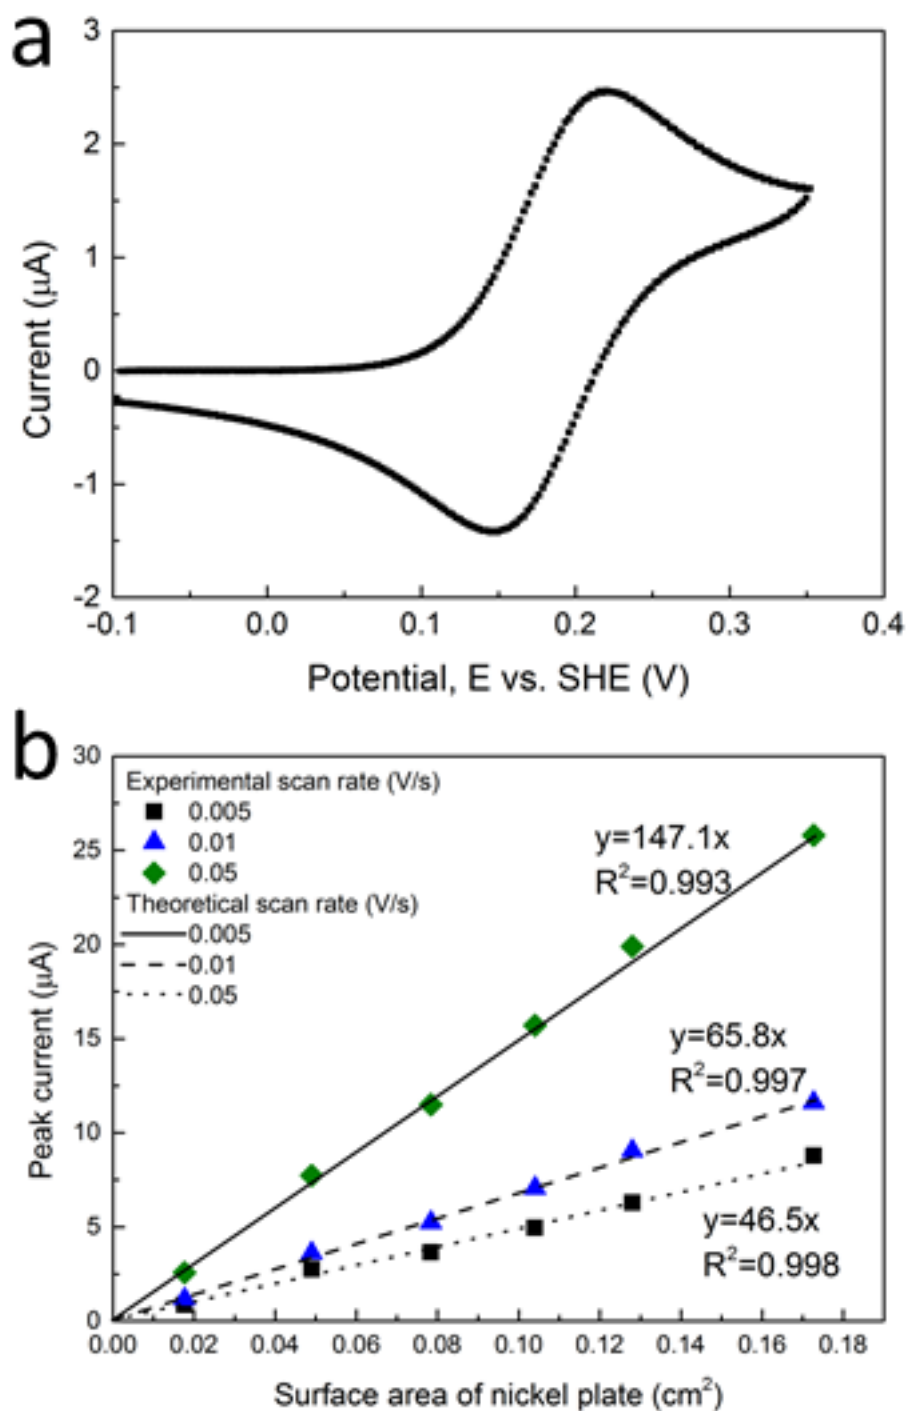 a
3
2
1
0
-1
-2
Current (μA)
-0.1 0.0 0.1 0.2 0.3 0.4
Potential, E vs. SHE (V)
b
30
25
20
15
10
5
0
Peak current (μA)
Experimental scan rate (V/s)
0.005
0.01
0.05
Theoretical scan rate (V/s)
0.005
0.01
0.05
y=147.1x
R²=0.993
y=65.8x
R²=0.997
y=46.5x
R²=0.998
0.00 0.02 0.04 0.06 0.08 0.10 0.12 0.14 0.16 0.18
Surface area of nickel plate (cm²)